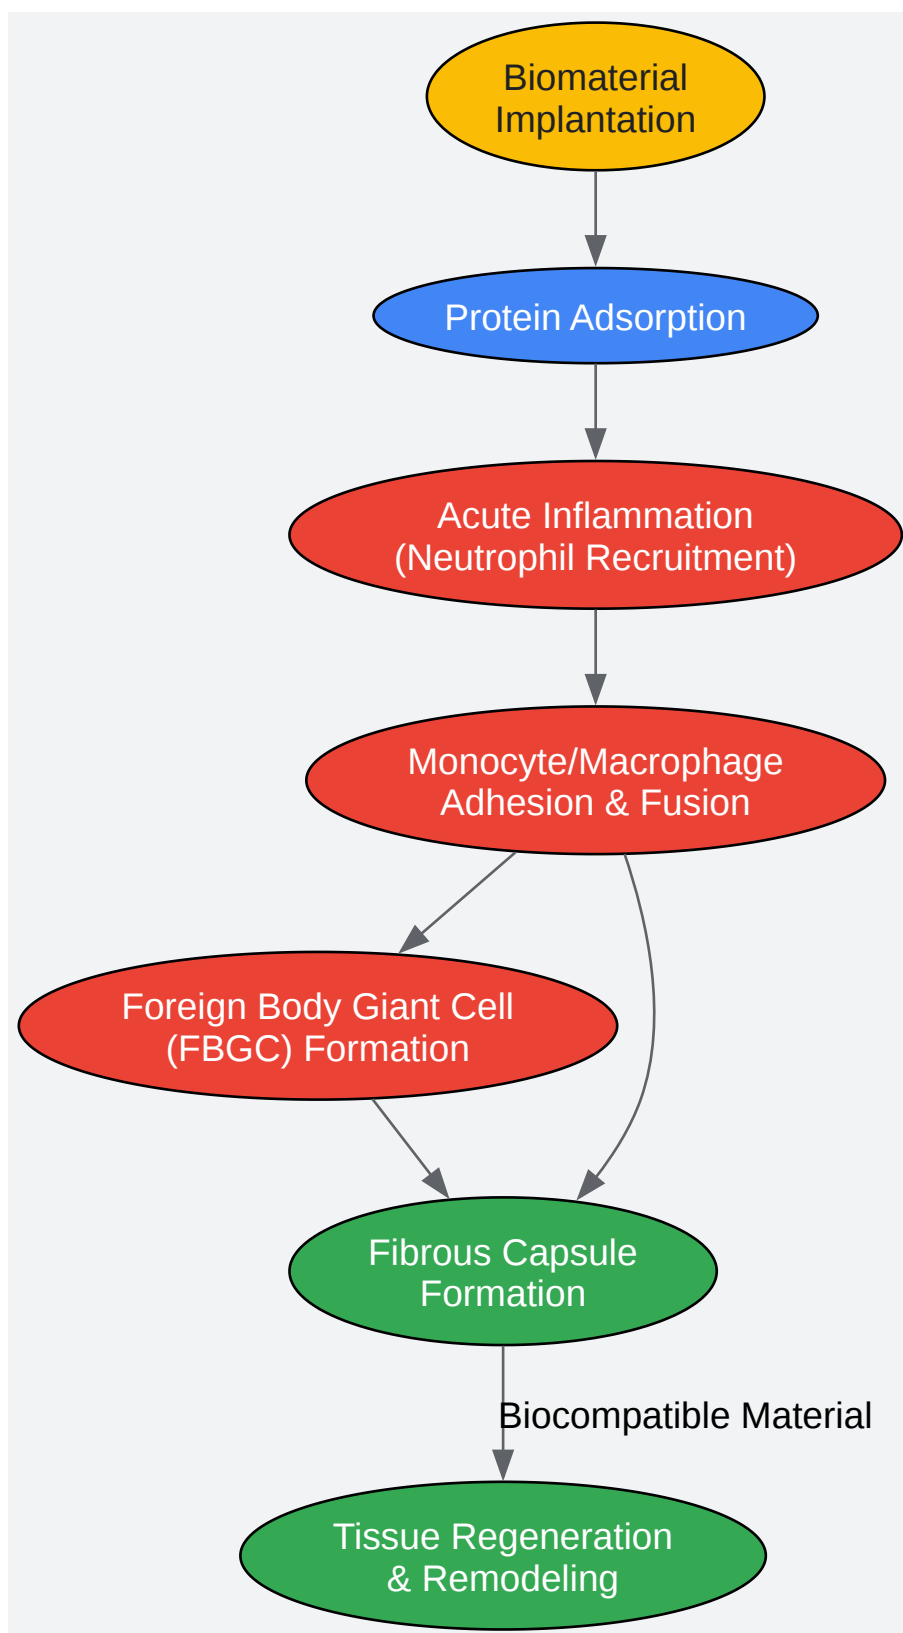 Biomaterial
Implantation
Protein Adsorption
Acute Inflammation
(Neutrophil Recruitment)
Monocyte/Macrophage
Adhesion & Fusion
Foreign Body Giant Cell
(FBGC) Formation
Fibrous Capsule
Formation
Biocompatible Material
Tissue Regeneration
& Remodeling